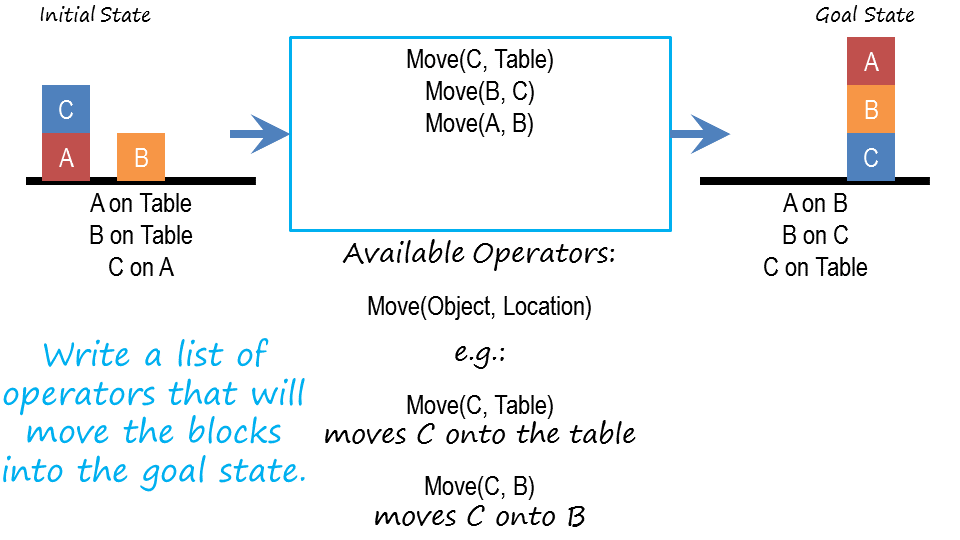 Initial State
Goal State
Move(C, Table)
Move(B, C)
Move(A, B)
C
A
B
A
B
C
A on Table
B on Table
C on A
A on B
B on C
C on Table
Available Operators:
Move(Object, Location)
e.g.:
Move(C, Table)
moves C onto the table
Move(C, B)
moves C onto B
Write a list of
operators that will
move the blocks
into the goal state.